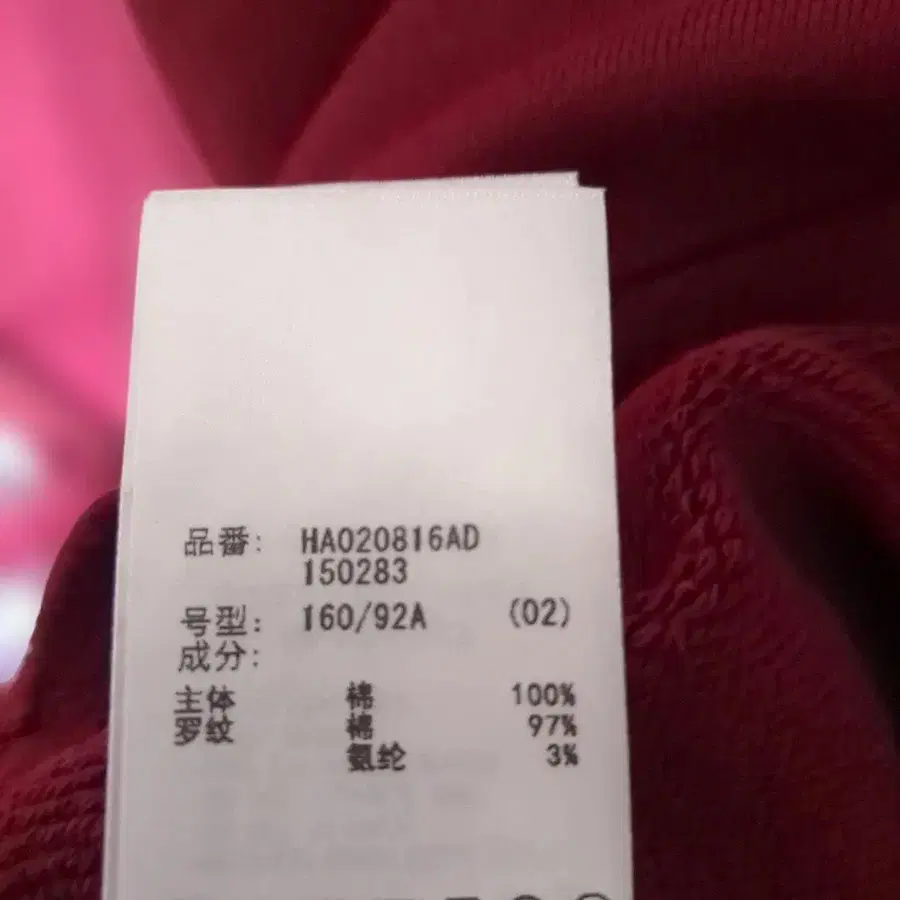 品番: HA020816AD
150283
号型: 160/92A (02)
成分:
主体 棉 100%
罗纹 棉 97%
氨纶 3%